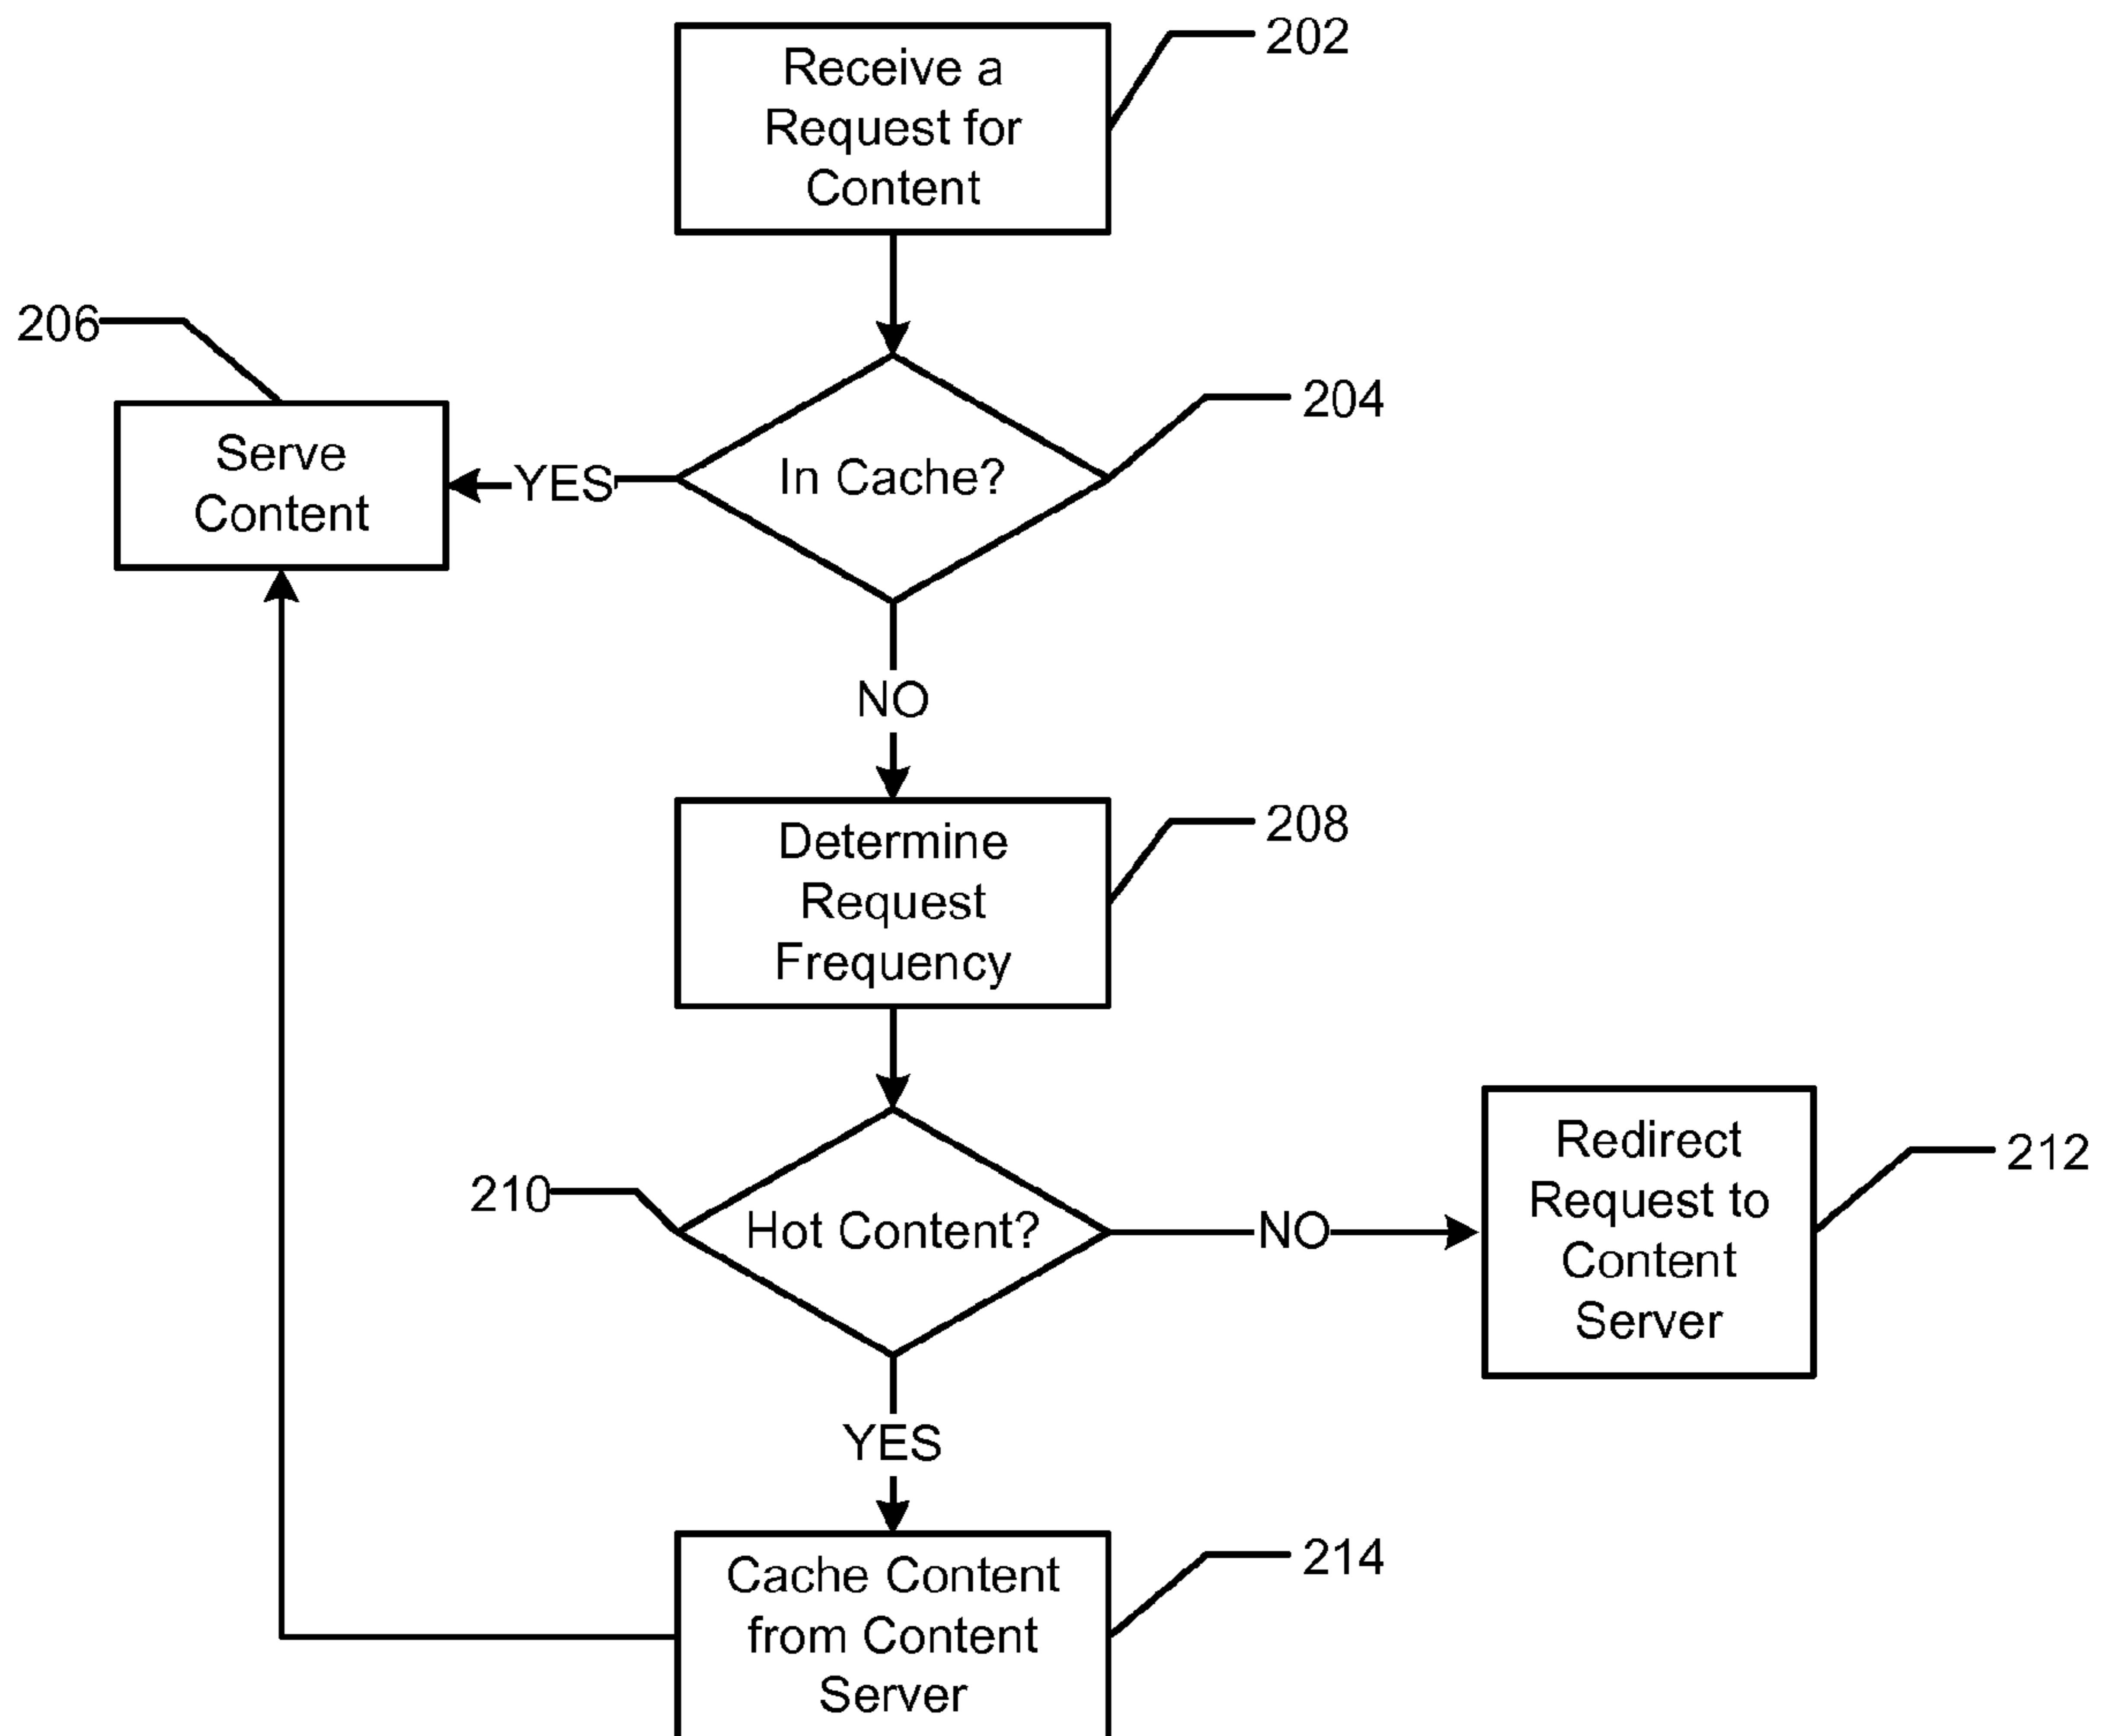 Receive a
Request for
Content
202
206
Serve
Content
YES
In Cache?
204
NO
Determine
Request
Frequency
208
210
Hot Content?
NO
Redirect
Request to
Content
Server
212
YES
Cache Content
from Content
Server
214